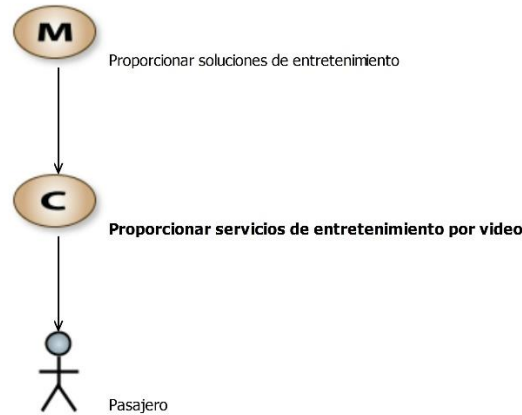 M
Proporcionar soluciones de entretenimiento
C
Proporcionar servicios de entretenimiento por video
Pasajero